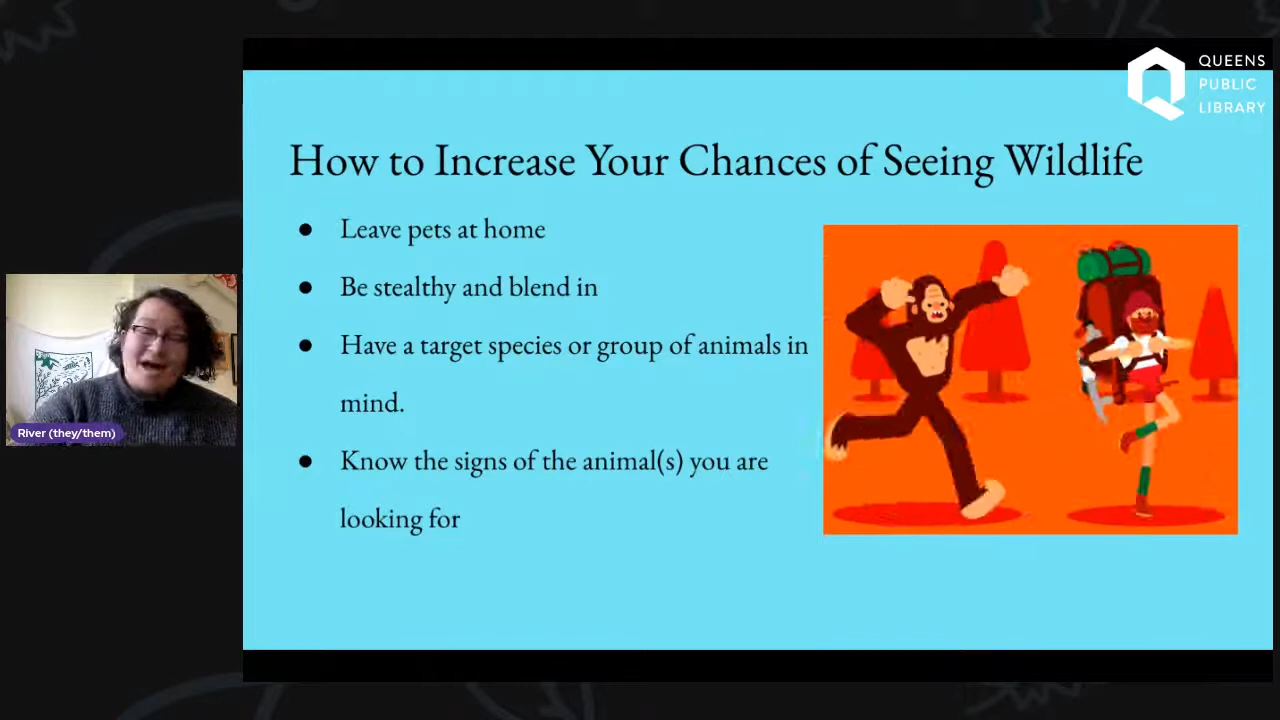 QUEENS
PUBLIC
LIBRARY
How to Increase Your Chances of Seeing Wildlife
● Leave pets at home
● Be stealthy and blend in
● Have a target species or group of animals in
mind.
● Know the signs of the animal(s) you are
looking for
River (they/them)